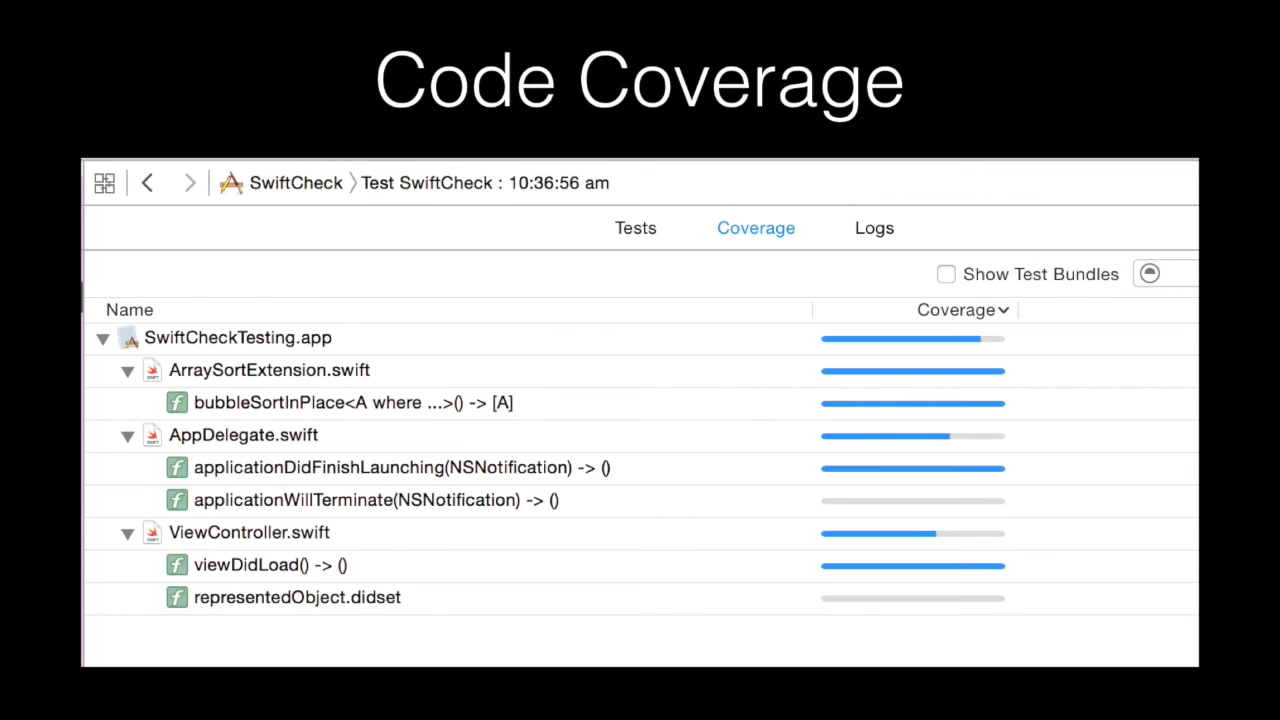 Code Coverage
SwiftCheck 〉Test SwiftCheck : 10:36:56 am
Tests Coverage Logs
Show Test Bundles
Name Coverage
SwiftCheckTesting.app
ArraySortExtension.swift
bubbleSortInPlace<A where ...>() -> [A]
AppDelegate.swift
applicationDidFinishLaunching(NSNotification) -> ()
applicationWillTerminate(NSNotification) -> ()
ViewController.swift
viewDidLoad() -> ()
representedObject.didset